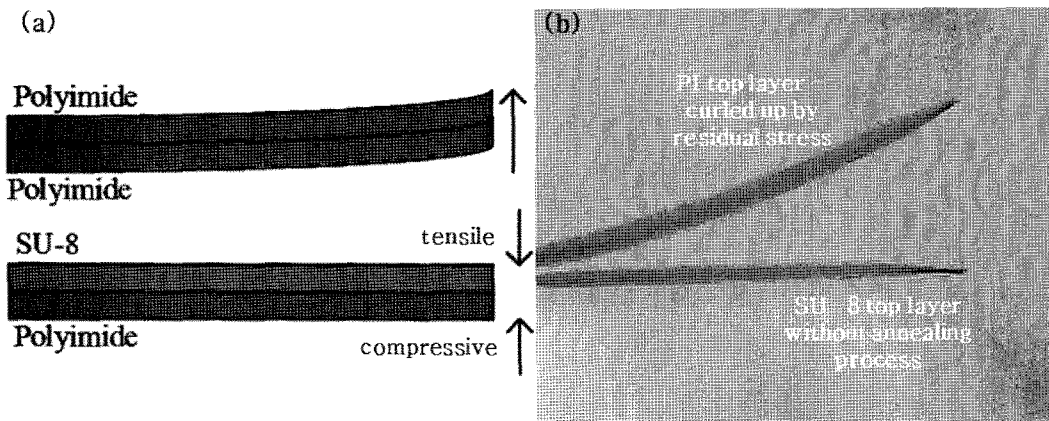 (a)
Polyimide
Polyimide
SU-8
tensile
Polyimide
compressive
(b)
PI top layer
curled up by
residual stress
SU-8 top layer
without annealing
process